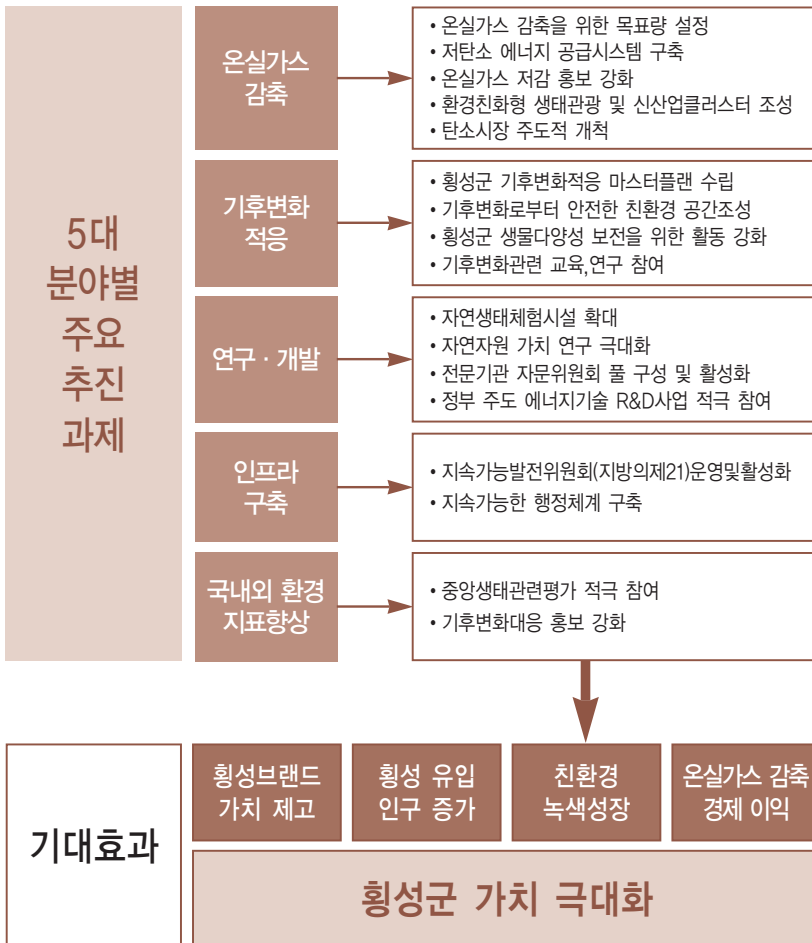 5대
분야별
주요
추진
과제
온실가스
감축
• 온실가스 감축을 위한 목표량 설정
• 저탄소 에너지 공급시스템 구축
• 온실가스 저감 홍보 강화
• 환경친화형 생태관광 및 신산업클러스터 조성
• 탄소시장 주도적 개척
기후변화
적응
• 횡성군 기후변화적응 마스터플랜 수립
• 기후변화로부터 안전한 친환경 공간조성
• 횡성군 생물다양성 보전을 위한 활동 강화
• 기후변화관련 교육,연구 참여
연구 · 개발
• 자연생태체험시설 확대
• 자연자원 가치 연구 극대화
• 전문기관 자문위원회 풀 구성 및 활성화
• 정부 주도 에너지기술 R&D사업 적극 참여
인프라
구축
• 지속가능발전위원회(지방의제21)운영및활성화
• 지속가능한 행정체계 구축
국내외 환경
지표향상
• 중앙생태관련평가 적극 참여
• 기후변화대응 홍보 강화
기대효과
횡성브랜드
가치 제고
횡성 유입
인구 증가
친환경
녹색성장
온실가스 감축
경제 이익
횡성군 가치 극대화